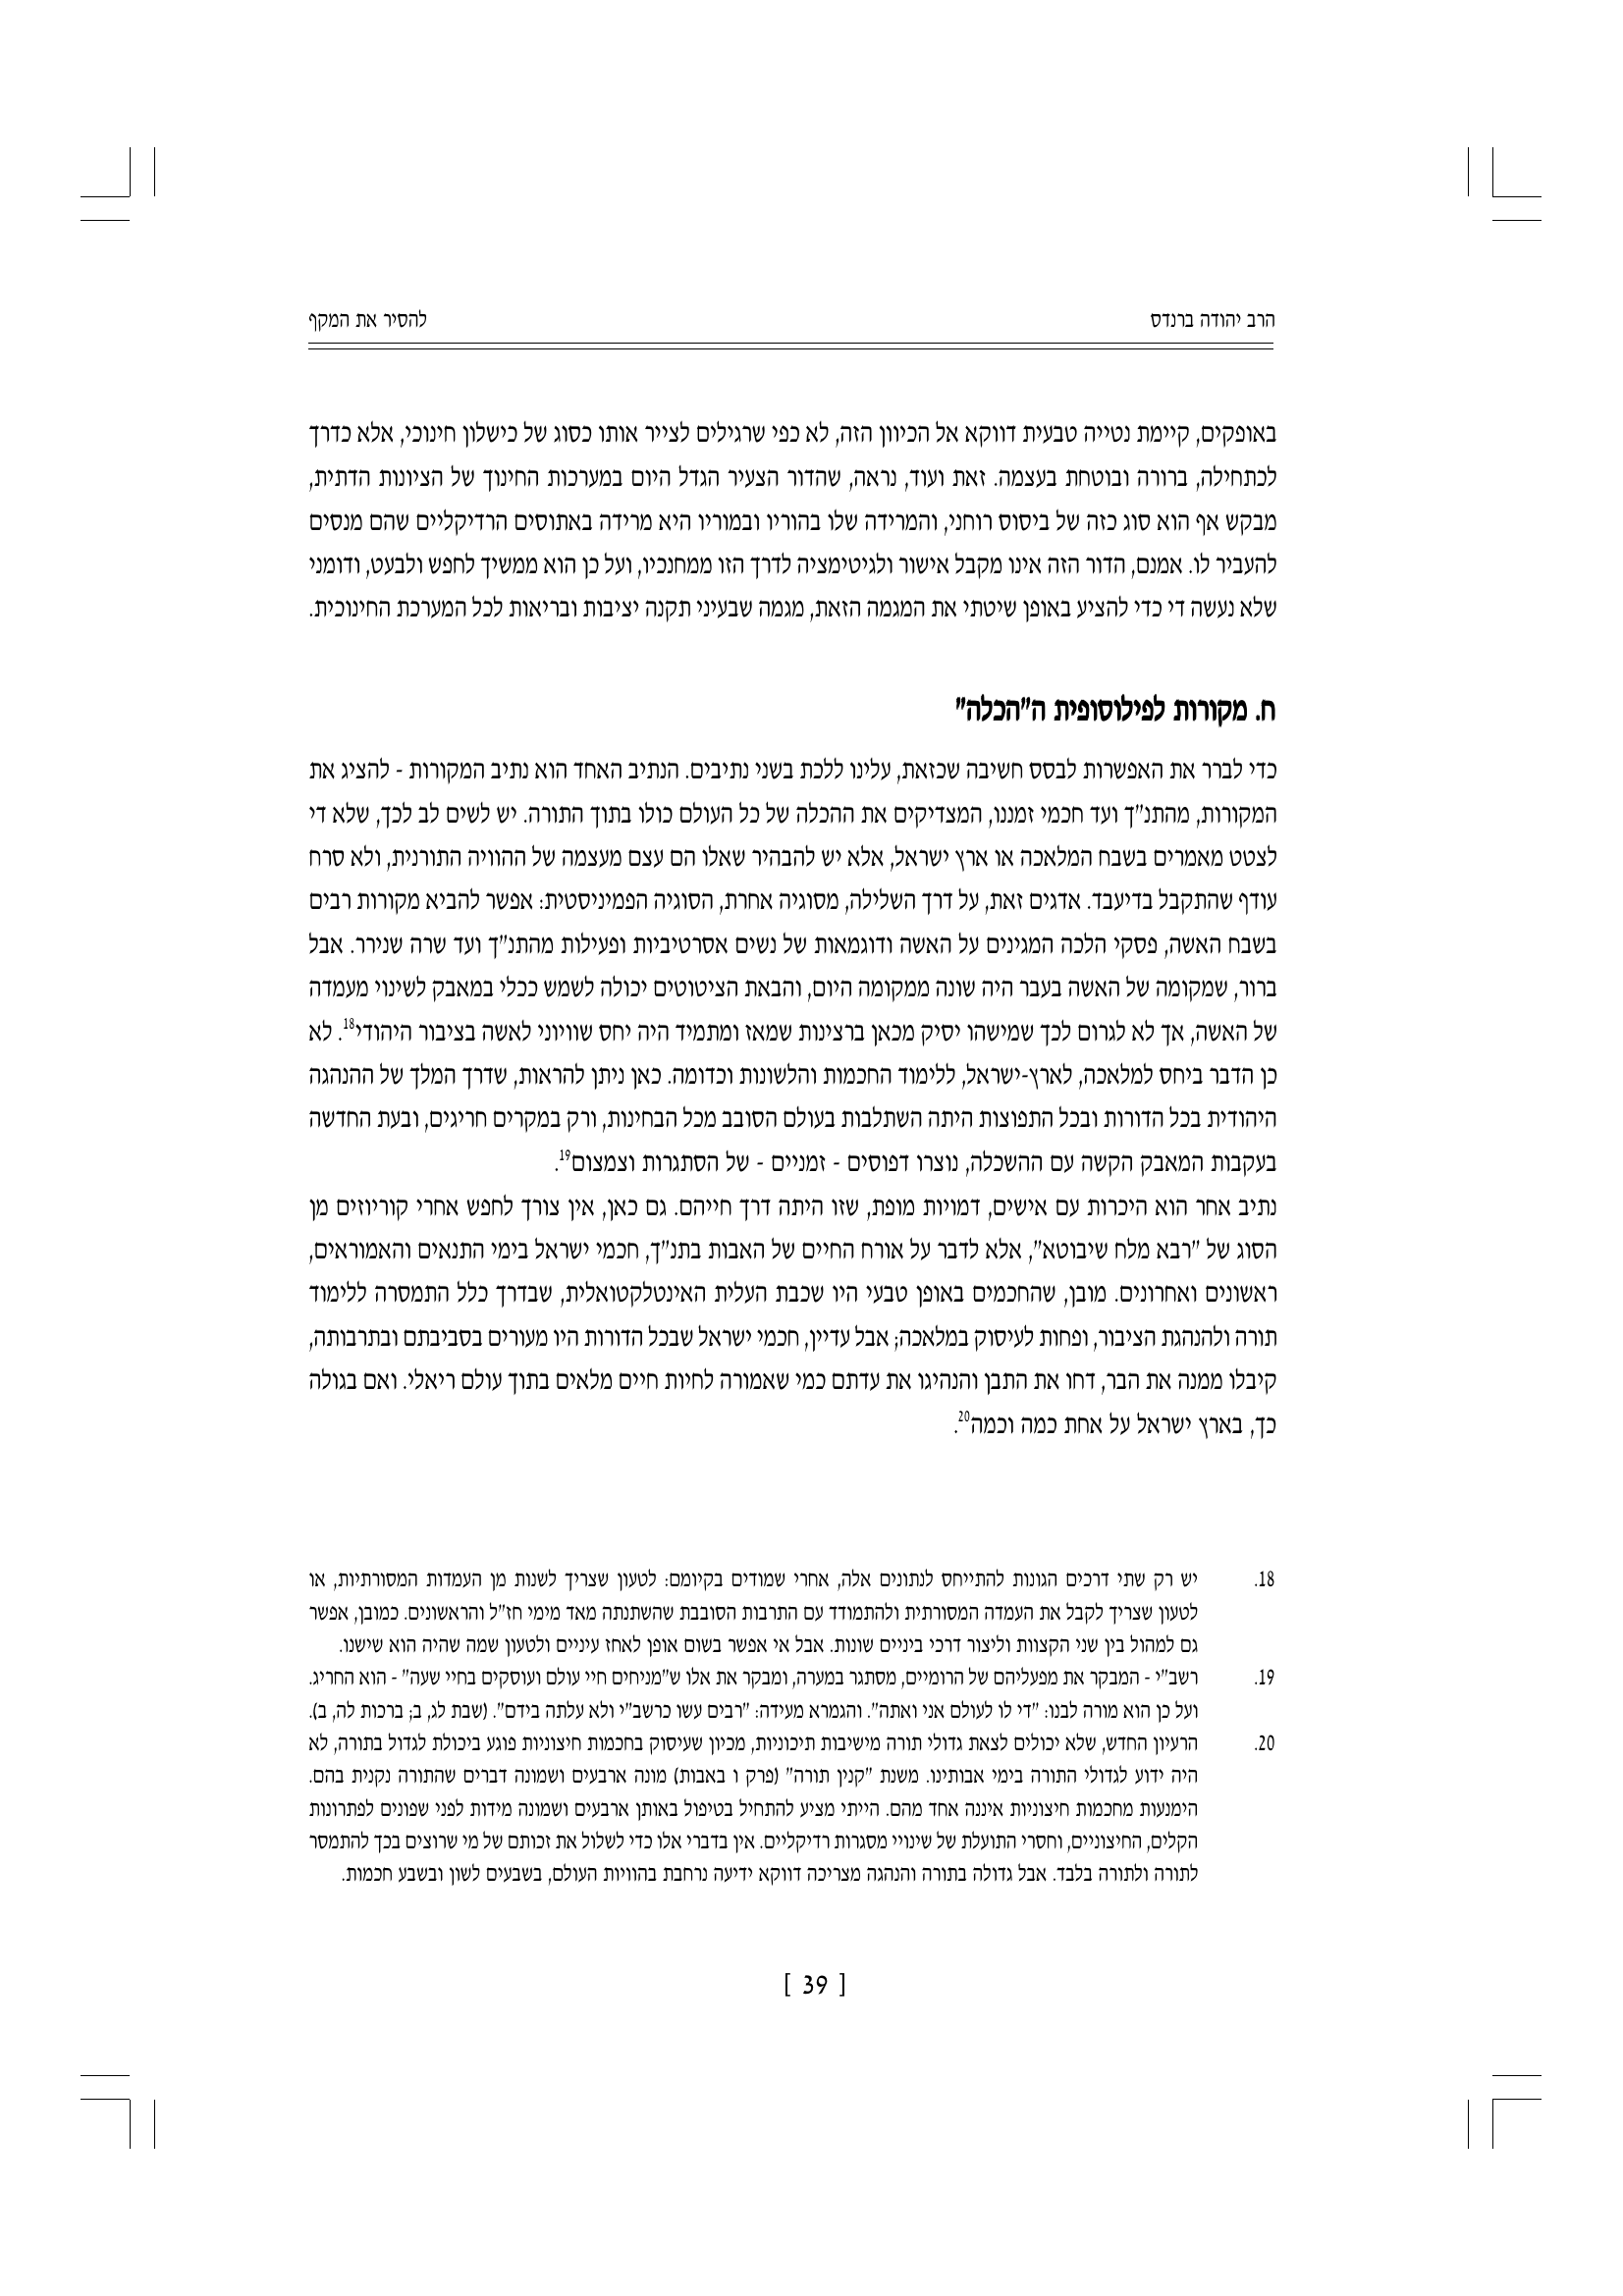 הרב יהודה ברנדס
להסיר את המקף
באופקים, קיימת נטייה טבעית דווקא אל הכיוון הזה, לא כפי שרגילים לצייר אותו כסוג של כישלון חינוכי, אלא כדרך
לכתחילה, ברורה ובוטחת בעצמה. זאת ועוד, נראה, שהדור הצעיר הגדל היום במערכות החינוך של הציונות הדתית,
מבקש אף הוא סוג כזה של ביסוס רוחני, והמרידה שלו בהוריו ובמוריו היא מרידה באתוסים הרדיקליים שהם מנסים
להעביר לו. אמנם, הדור הזה אינו מקבל אישור ולגיטימציה לדרך הזו ממחנכיו, ועל כן הוא ממשיך לחפש ולבעט, ודומני
שלא נעשה די כדי להציע באופן שיטתי את המגמה הזאת, מגמה שבעיני תקנה יציבות ובריאות לכל המערכת החינוכית.
ח. מקורות לפילוסופית ה"הכלה"
כדי לברר את האפשרות לבסס חשיבה שכזאת, עלינו ללכת בשני נתיבים. הנתיב האחד הוא נתיב המקורות - להציג את
המקורות, מהתנ"ך ועד חכמי זמננו, המצדיקים את ההכלה של כל העולם כולו בתוך התורה. יש לשים לב לכך, שלא די
לצטט מאמרים בשבח המלאכה או ארץ ישראל, אלא יש להבהיר שאלו הם עצם מעצמה של ההוויה התורנית, ולא סרח
עודף שהתקבל בדיעבד. אדגים זאת, על דרך השלילה, מסוגיה אחרת, הסוגיה הפמיניסטית: אפשר להביא מקורות רבים
בשבח האשה, פסקי הלכה המגינים על האשה ודוגמאות של נשים אסרטיביות ופעילות מהתנ"ך ועד שרה שנירר. אבל
ברור, שמקומה של האשה בעבר היה שונה ממקומה היום, והבאת הציטוטים יכולה לשמש ככלי במאבק לשינוי מעמדה
של האשה, אך לא לגרום לכך שמישהו יסיק מכאן ברצינות שמאז ומתמיד היה יחס שוויוני לאשה בציבור היהודי18. לא
כן הדבר ביחס למלאכה, לארץ-ישראל, ללימוד החכמות והלשונות וכדומה. כאן ניתן להראות, שדרך המלך של ההנהגה
היהודית בכל הדורות ובכל התפוצות היתה השתלבות בעולם הסובב מכל הבחינות, ורק במקרים חריגים, ובעת החדשה
בעקבות המאבק הקשה עם ההשכלה, נוצרו דפוסים - זמניים - של הסתגרות וצמצום19.
נתיב אחר הוא היכרות עם אישים, דמויות מופת, שזו היתה דרך חייהם. גם כאן, אין צורך לחפש אחרי קוריוזים מן
הסוג של "רבא מלח שיבוטא", אלא לדבר על אורח החיים של האבות בתנ"ך, חכמי ישראל בימי התנאים והאמוראים,
ראשונים ואחרונים. מובן, שהחכמים באופן טבעי היו שכבת העלית האינטלקטואלית, שבדרך כלל התמסרה ללימוד
תורה ולהנהגת הציבור, ופחות לעיסוק במלאכה; אבל עדיין, חכמי ישראל שבכל הדורות היו מעורים בסביבתם ובתרבותה,
קיבלו ממנה את הבר, דחו את התבן והנהיגו את עדתם כמי שאמורה לחיות חיים מלאים בתוך עולם ריאלי. ואם בגולה
כך, בארץ ישראל על אחת כמה וכמה20.
18. יש רק שתי דרכים הגונות להתייחס לנתונים אלה, אחרי שמודים בקיומם: לטעון שצריך לשנות מן העמדות המסורתיות, או
לטעון שצריך לקבל את העמדה המסורתית ולהתמודד עם התרבות הסובבת שהשתנתה מאד מימי חז"ל והראשונים. כמובן, אפשר
גם למהול בין שני הקצוות וליצור דרכי ביניים שונות. אבל אי אפשר בשום אופן לאחז עיניים ולטעון שמה שהיה הוא שישנו.
19. רשב"י - המבקר את מפעליהם של הרומיים, מסתגר במערה, ומבקר את אלו ש"מניחים חיי עולם ועוסקים בחיי שעה" - הוא החריג.
ועל כן הוא מורה לבנו: "די לו לעולם אני ואתה". והגמרא מעידה: "רבים עשו כרשב"י ולא עלתה בידם". (שבת לג, ב; ברכות לה, ב).
20. הרעיון החדש, שלא יכולים לצאת גדולי תורה מישיבות תיכוניות, מכיון שעיסוק בחכמות חיצוניות פוגע ביכולת לגדול בתורה, לא
היה ידוע לגדולי התורה בימי אבותינו. משנת "קנין תורה" (פרק ו באבות) מונה ארבעים ושמונה דברים שהתורה נקנית בהם.
הימנעות מחכמות חיצוניות איננה אחד מהם. הייתי מציע להתחיל בטיפול באותן ארבעים ושמונה מידות לפני שפונים לפתרונות
הקלים, החיצוניים, וחסרי התועלת של שינויי מסגרות רדיקליים. אין בדברי אלו כדי לשלול את זכותם של מי שרוצים בכך להתמסר
לתורה ולתורה בלבד. אבל גדולה בתורה והנהגה מצריכה דווקא ידיעה נרחבת בהוויות העולם, בשבעים לשון ובשבע חכמות.
[ 39 ]